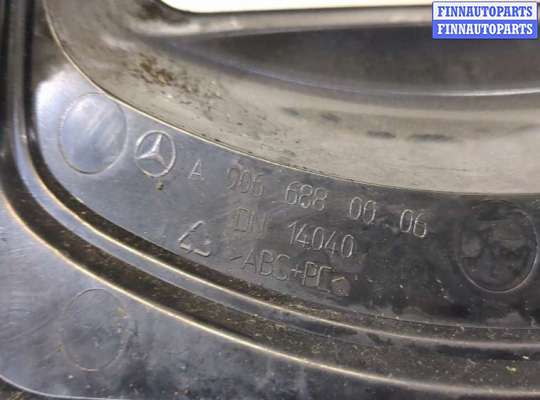 FINNAUTOPARTS
FINNAUTOPARTS
A 906 688 00 06
DN 14040
>ABS+PC<